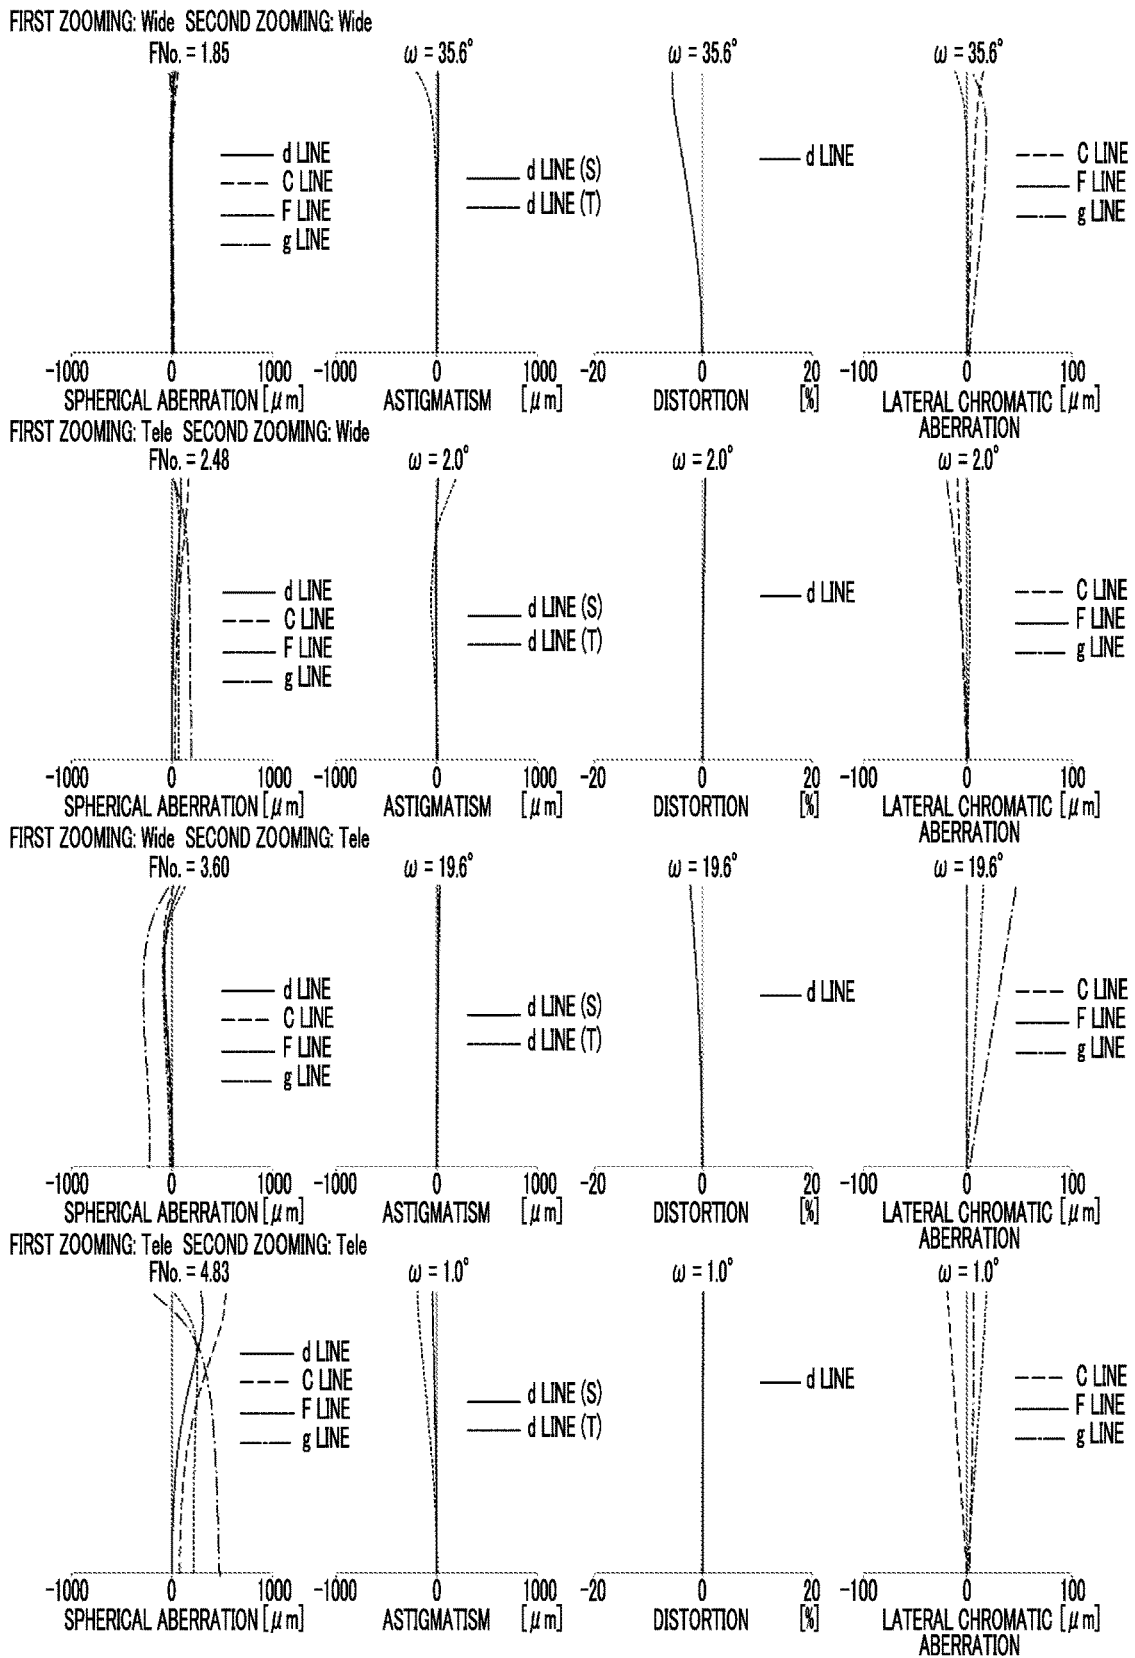 FIRST ZOOMING: Wide SECOND ZOOMING: Wide
FNo. = 1.85
ω = 35.6°
ω = 35.6°
ω = 35.6°
d LINE
C LINE
F LINE
g LINE
d LINE (S)
d LINE (T)
d LINE
C LINE
F LINE
g LINE
-1000 0 1000
-1000 0 1000
-20 0 20
-100 0 100
SPHERICAL ABERRATION [μm]
ASTIGMATISM [μm]
DISTORTION [%]
LATERAL CHROMATIC [μm]
ABERRATION
FIRST ZOOMING: Tele SECOND ZOOMING: Wide
FNo. = 2.48
ω = 2.0°
ω = 2.0°
ω = 2.0°
d LINE
C LINE
F LINE
g LINE
d LINE (S)
d LINE (T)
d LINE
C LINE
F LINE
g LINE
-1000 0 1000
-1000 0 1000
-20 0 20
-100 0 100
SPHERICAL ABERRATION [μm]
ASTIGMATISM [μm]
DISTORTION [%]
LATERAL CHROMATIC [μm]
ABERRATION
FIRST ZOOMING: Wide SECOND ZOOMING: Tele
FNo. = 3.60
ω = 19.6°
ω = 19.6°
ω = 19.6°
d LINE
C LINE
F LINE
g LINE
d LINE (S)
d LINE (T)
d LINE
C LINE
F LINE
g LINE
-1000 0 1000
-1000 0 1000
-20 0 20
-100 0 100
SPHERICAL ABERRATION [μm]
ASTIGMATISM [μm]
DISTORTION [%]
LATERAL CHROMATIC [μm]
ABERRATION
FIRST ZOOMING: Tele SECOND ZOOMING: Tele
FNo. = 4.83
ω = 1.0°
ω = 1.0°
ω = 1.0°
d LINE
C LINE
F LINE
g LINE
d LINE (S)
d LINE (T)
d LINE
C LINE
F LINE
g LINE
-1000 0 1000
-1000 0 1000
-20 0 20
-100 0 100
SPHERICAL ABERRATION [μm]
ASTIGMATISM [μm]
DISTORTION [%]
LATERAL CHROMATIC [μm]
ABERRATION